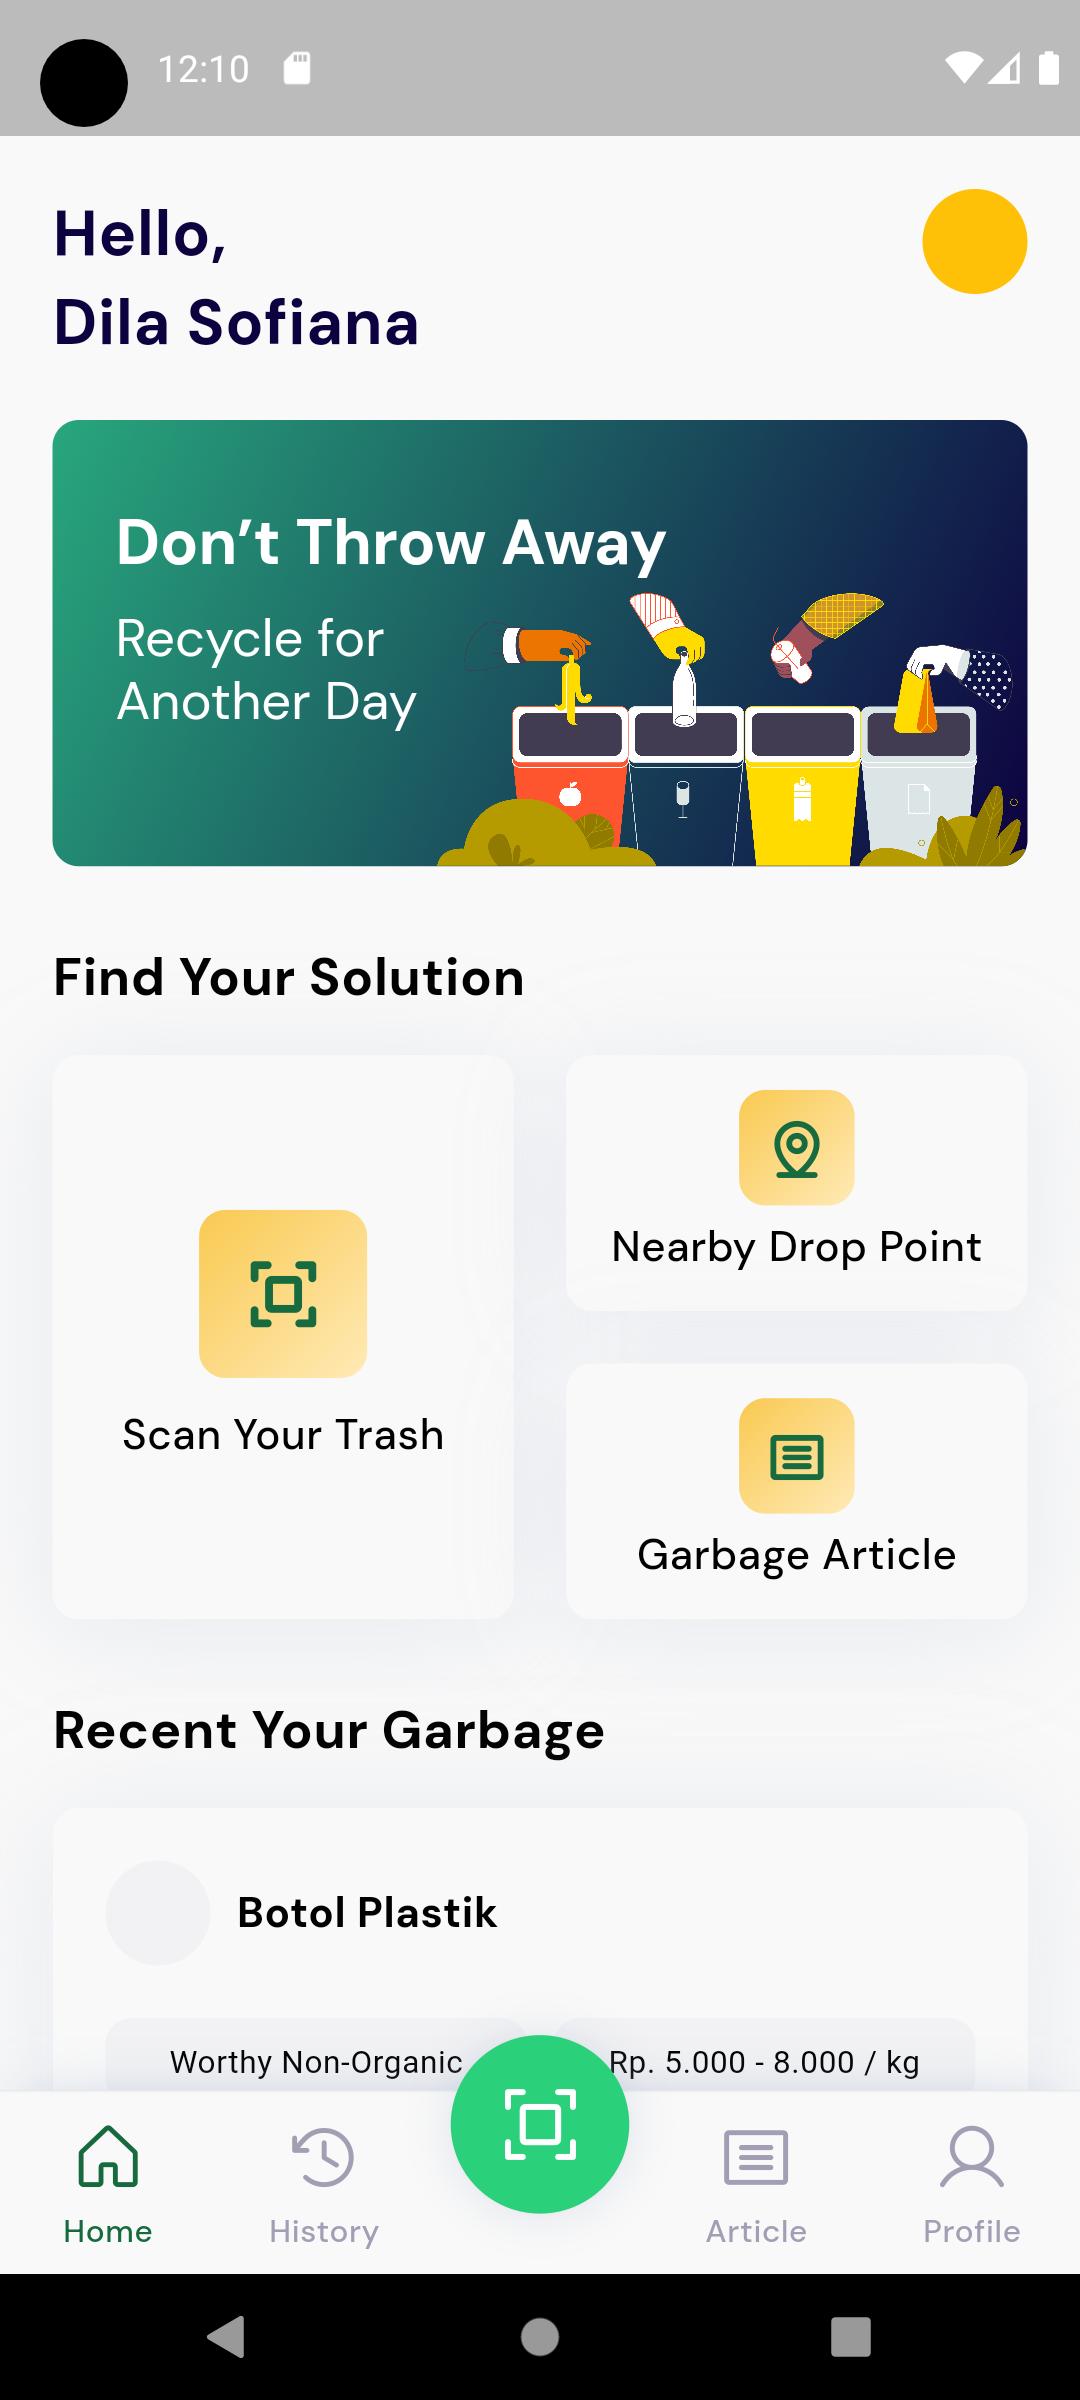 12:10
Hello,
Dila Sofiana
Don’t Throw Away
Recycle for
Another Day
Find Your Solution
Scan Your Trash
Nearby Drop Point
Garbage Article
Recent Your Garbage
Botol Plastik
Worthy Non-Organic
Rp. 5.000 - 8.000 / kg
Home
History
Article
Profile